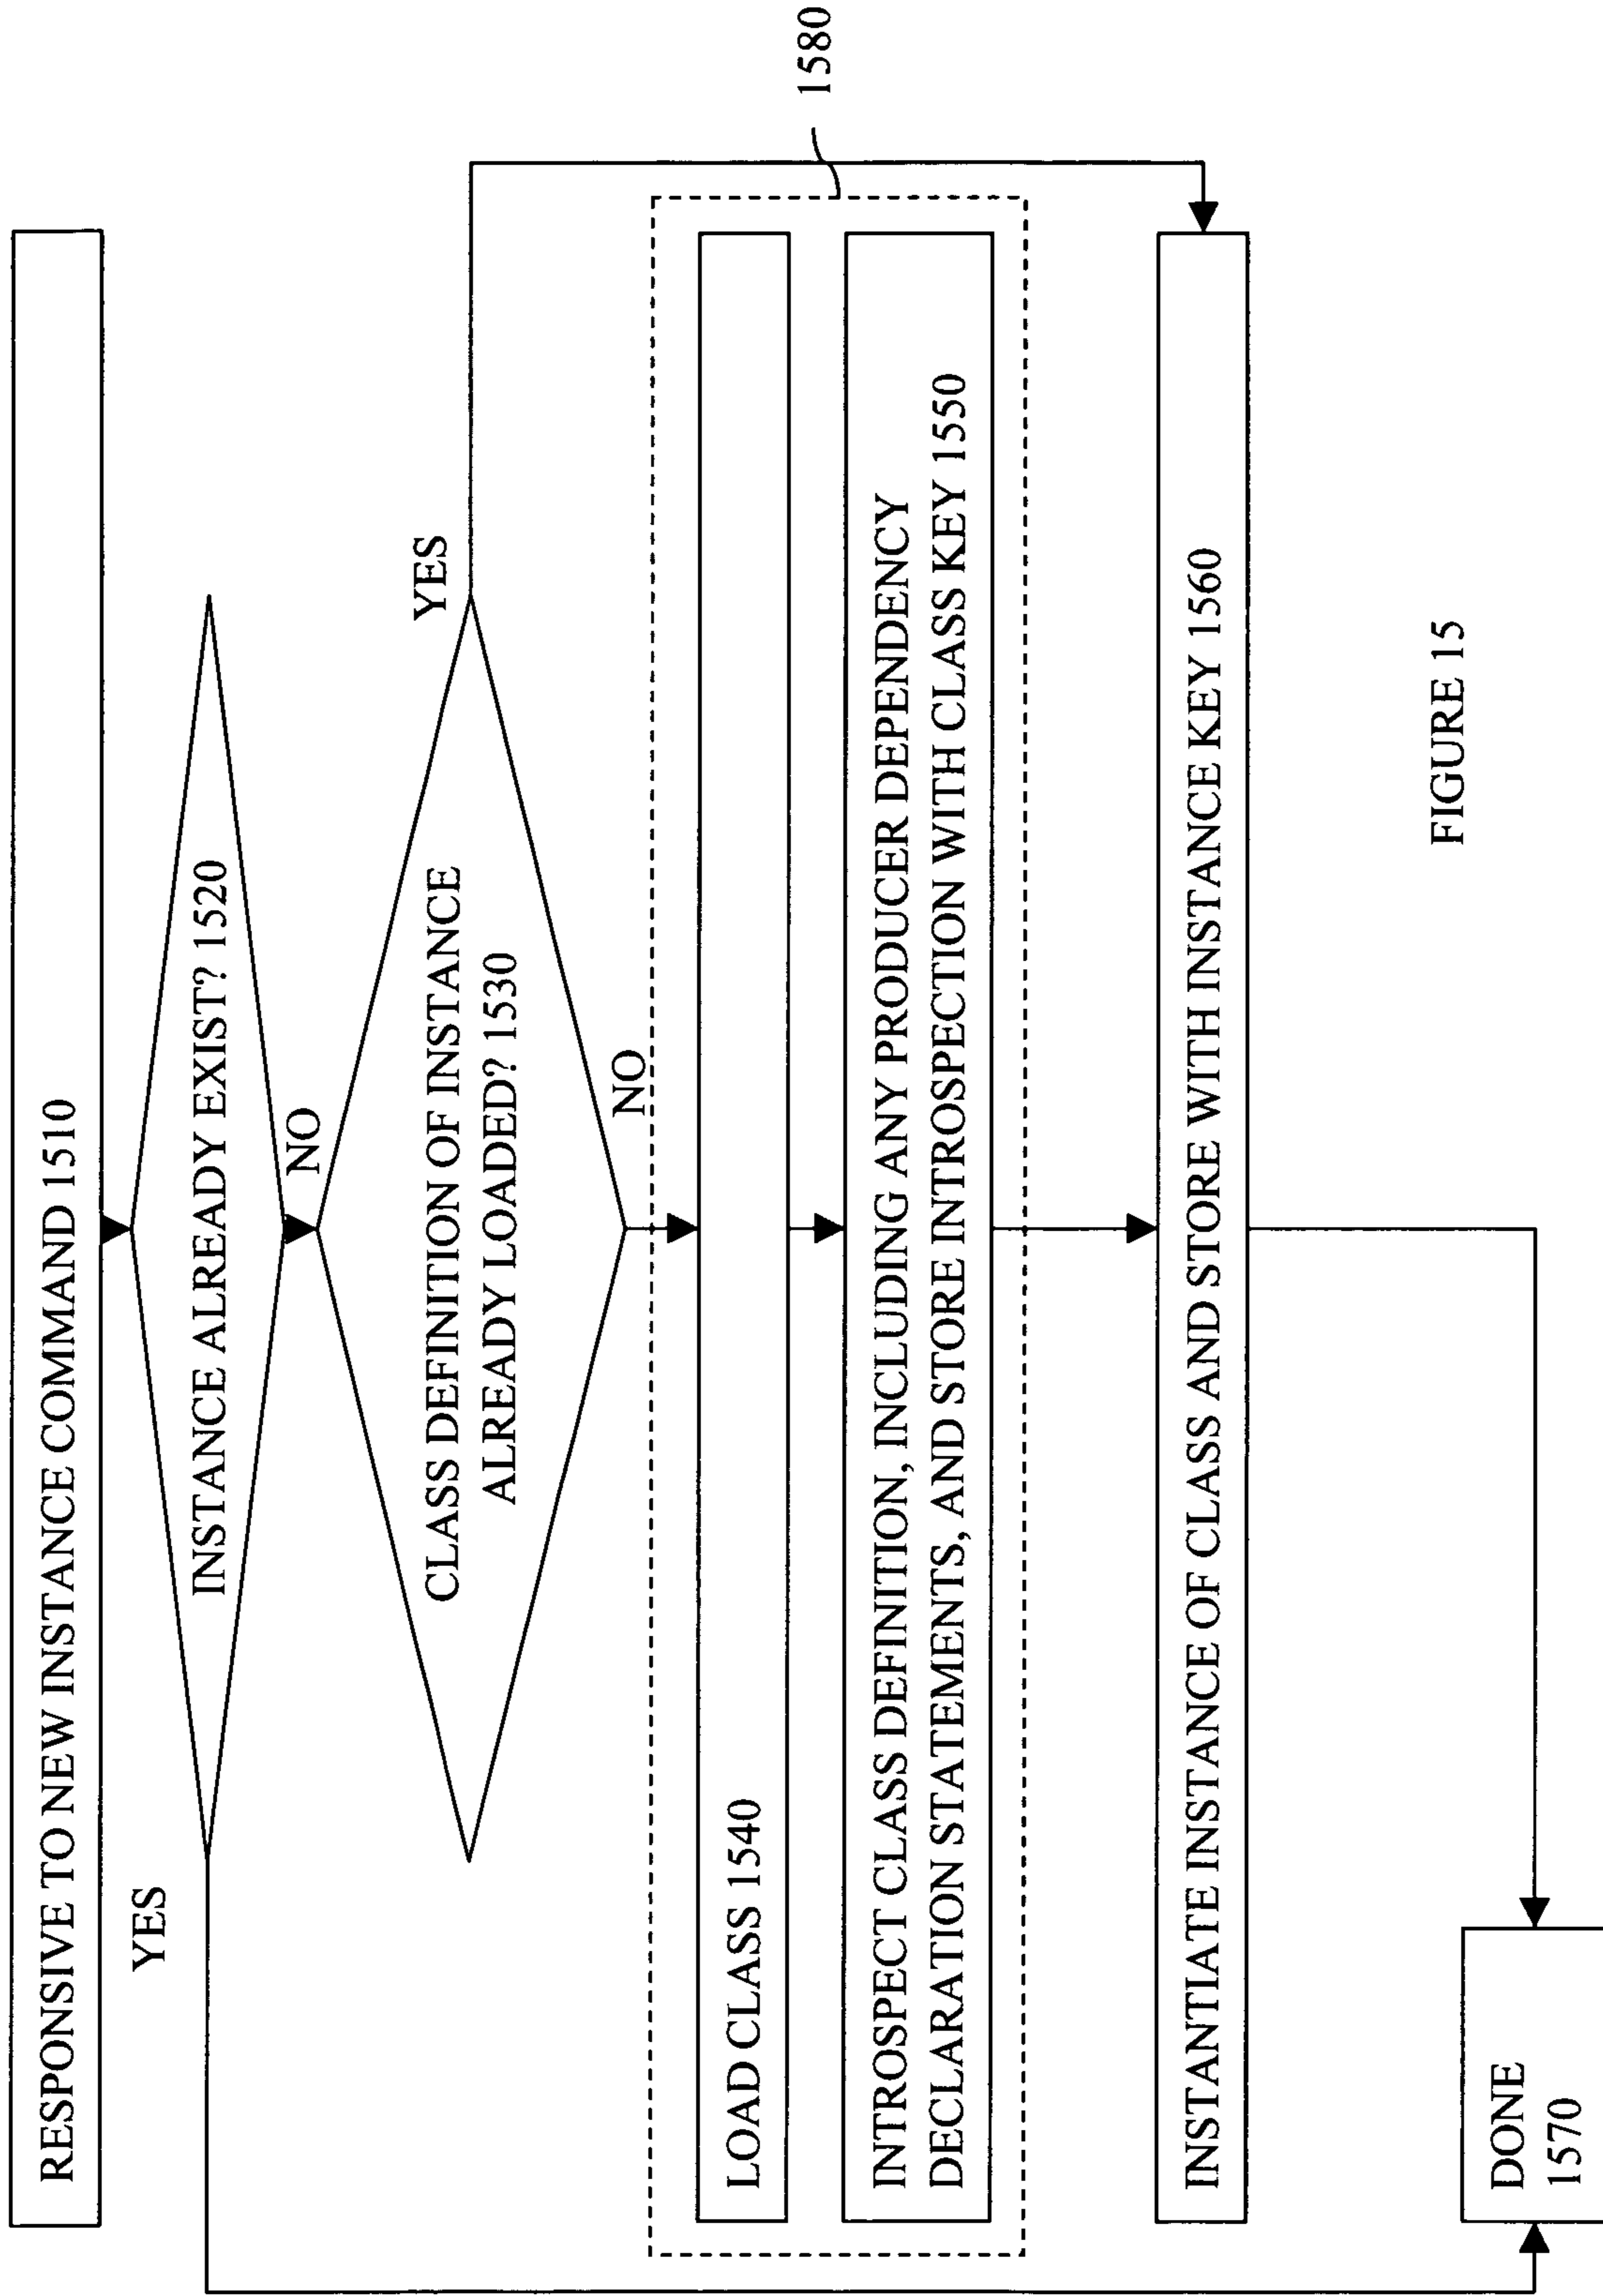 RESPONSIVE TO NEW INSTANCE COMMAND 1510
YES
INSTANCE ALREADY EXIST? 1520
NO
CLASS DEFINITION OF INSTANCE
ALREADY LOADED? 1530
YES
NO
1580
LOAD CLASS 1540
INTROSPECT CLASS DEFINITION, INCLUDING ANY PRODUCER DEPENDENCY
DECLARATION STATEMENTS, AND STORE INTROSPECTION WITH CLASS KEY 1550
INSTANTIATE INSTANCE OF CLASS AND STORE WITH INSTANCE KEY 1560
DONE
1570
FIGURE 15